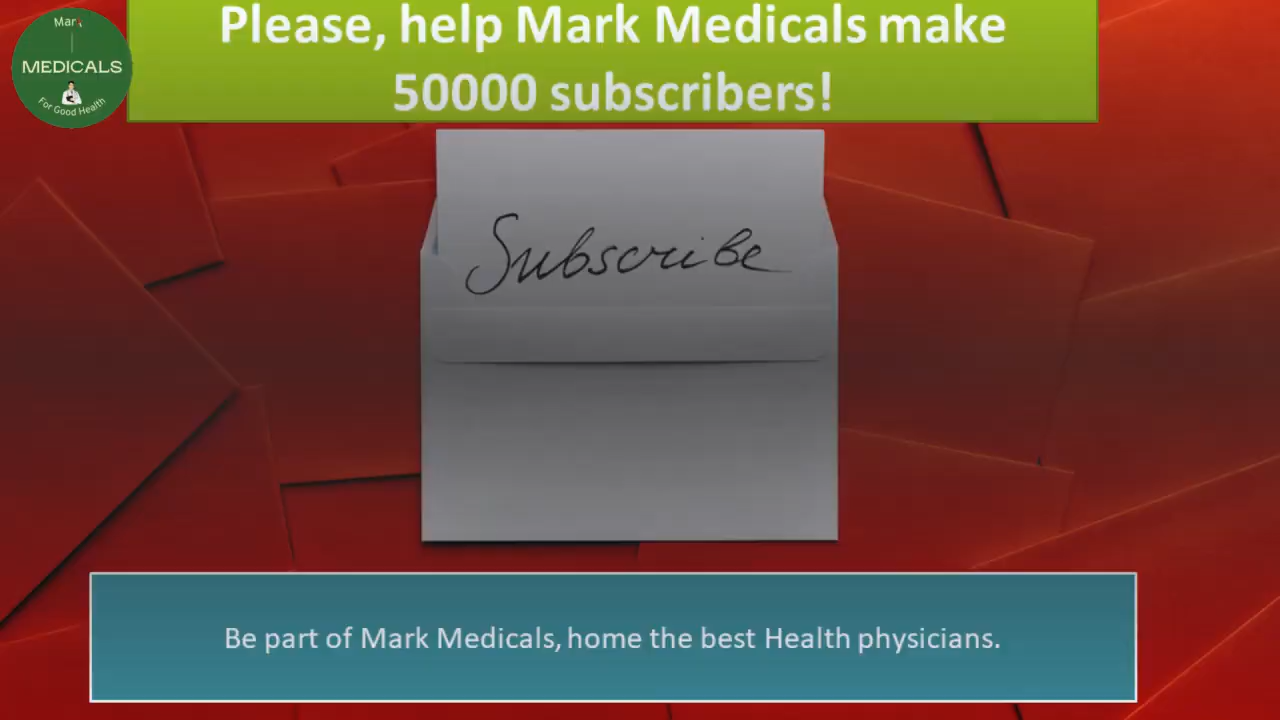 Mark
MEDICALS
For Good Health
Please, help Mark Medicals make
50000 subscribers!
Subscribe
Be part of Mark Medicals, home the best Health physicians.